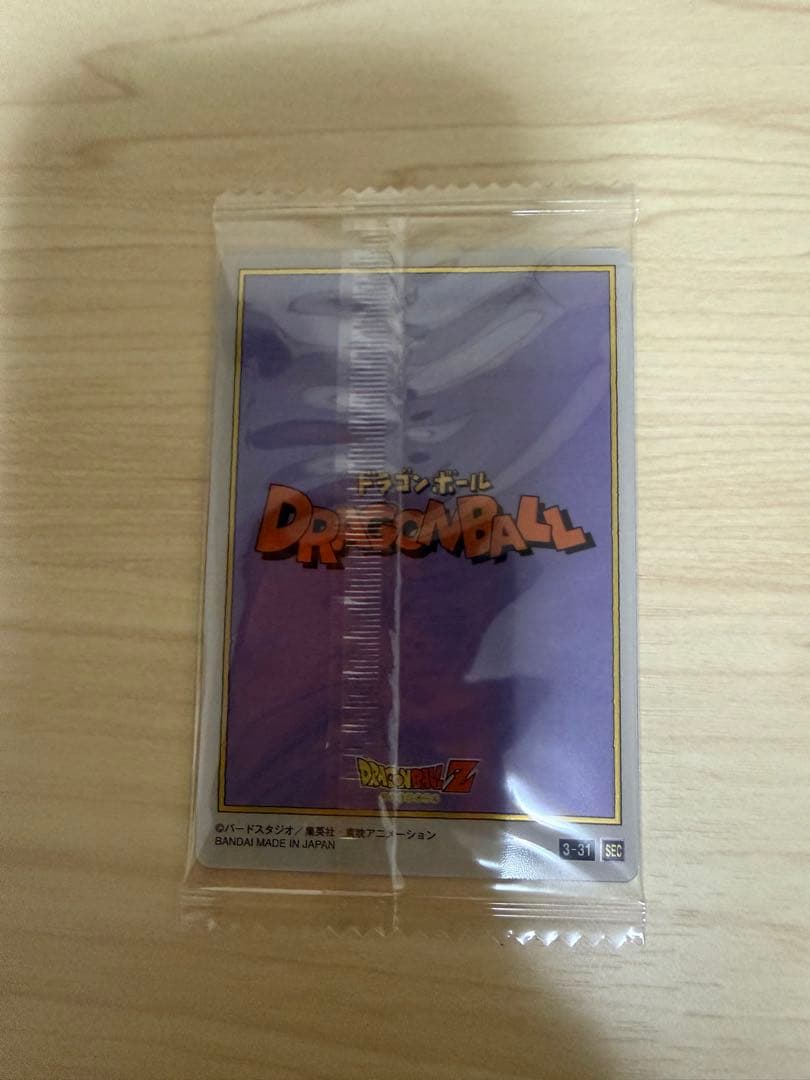 ドラゴンボール
DRAGONBALL
DRAGONBALL Z
©バードスタジオ/集英社・東映アニメーション
BANDAI MADE IN JAPAN
3-31 SEC